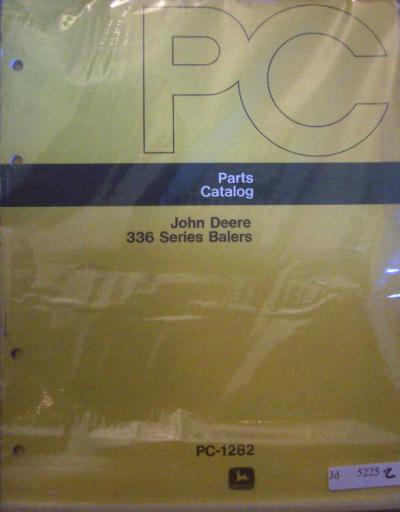 PC
Parts
Catalog
John Deere
336 Series Balers
PC-1282
Jd 5225 2